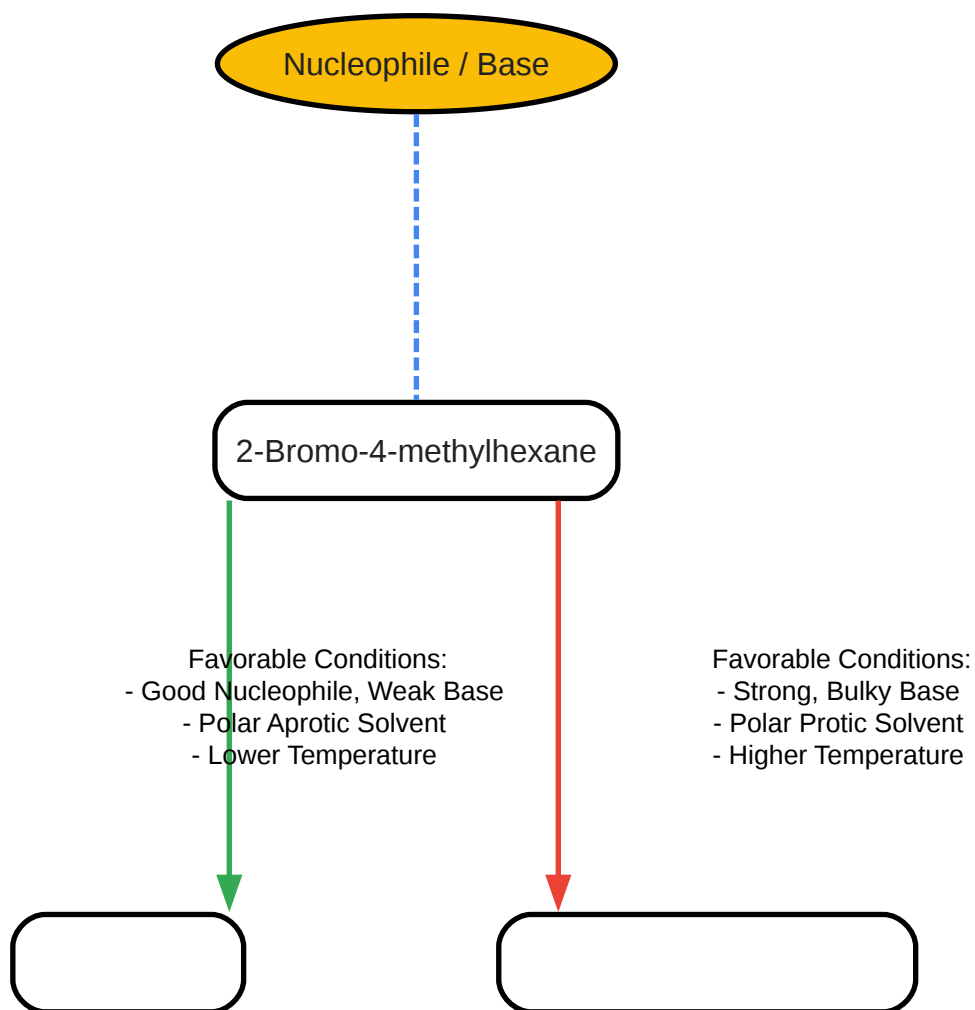 Nucleophile / Base
2-Bromo-4-methylhexane
Favorable Conditions:
- Good Nucleophile, Weak Base
- Polar Aprotic Solvent
- Lower Temperature
Favorable Conditions:
- Strong, Bulky Base
- Polar Protic Solvent
- Higher Temperature